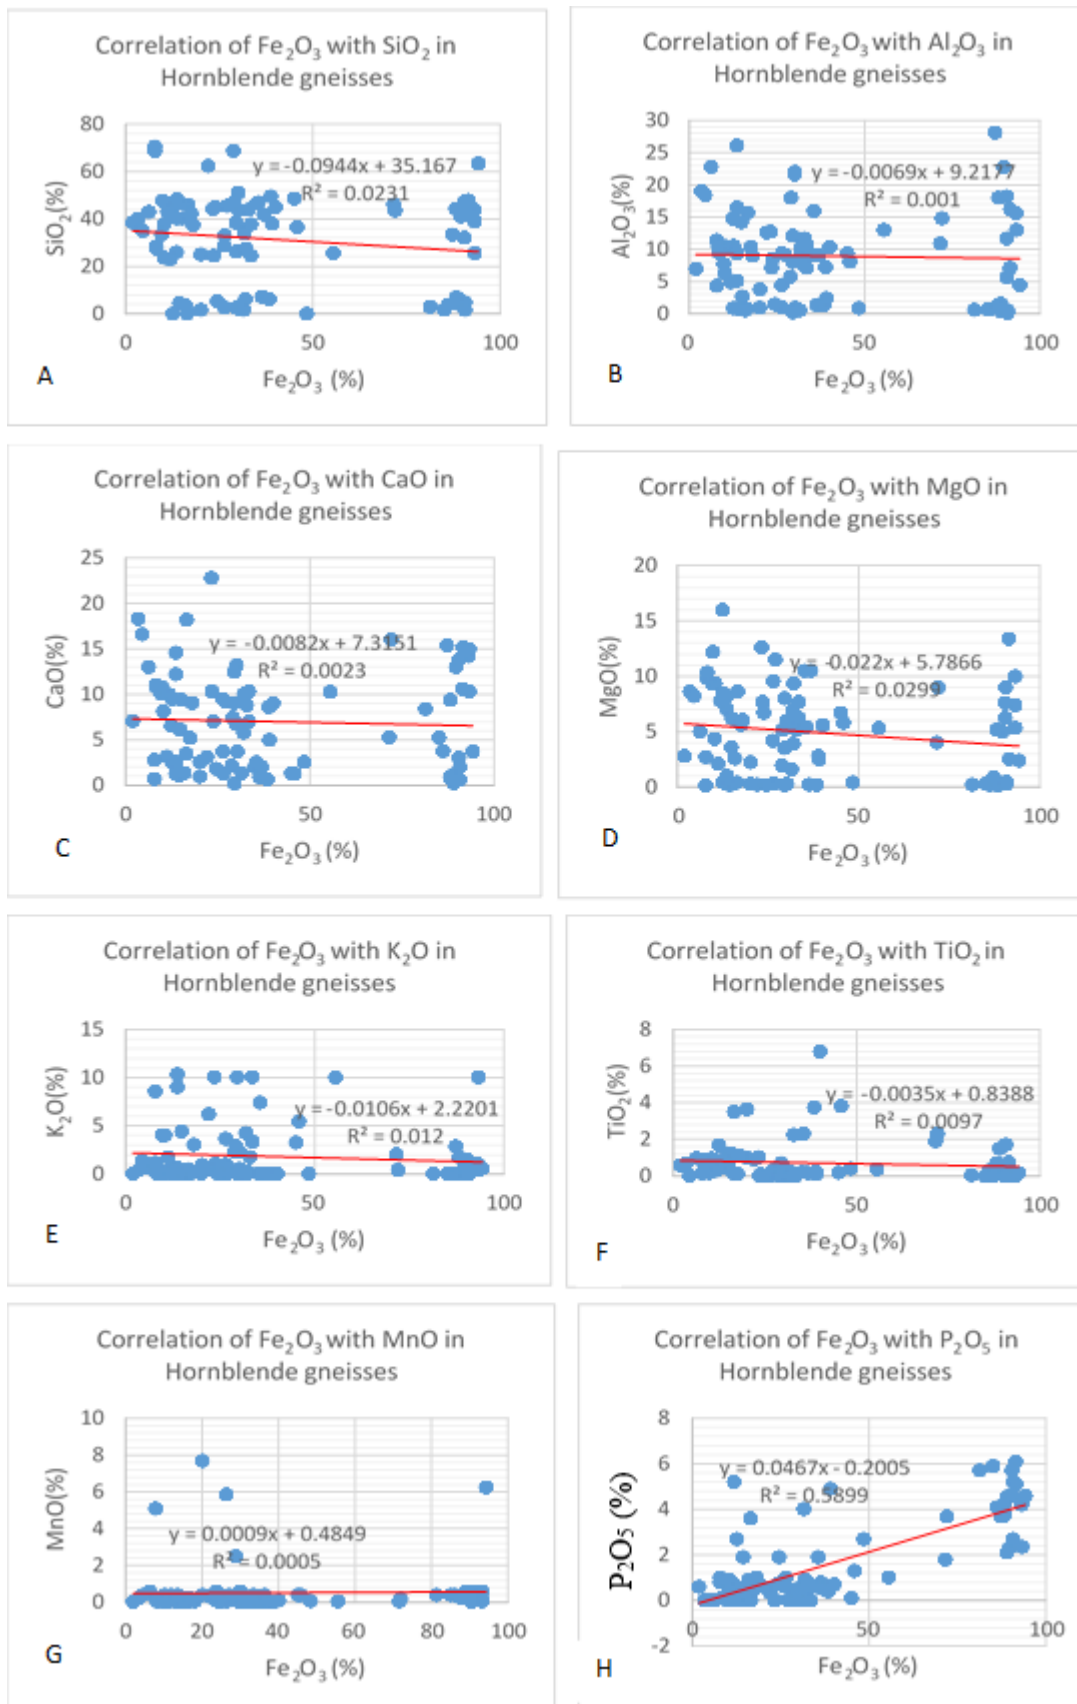 Correlation of Fe₂O₃ with SiO₂ in
Hornblende gneisses
80
60
40
20
0
SiO₂(%)
y = -0.0944x + 35.167
R² = 0.0231
0 50 100
Fe₂O₃ (%)
A
Correlation of Fe₂O₃ with Al₂O₃ in
Hornblende gneisses
30
25
20
15
10
5
0
Al₂O₃(%)
y = -0.0069x + 9.2177
R² = 0.001
0 50 100
Fe₂O₃ (%)
B
Correlation of Fe₂O₃ with CaO in
Hornblende gneisses
25
20
15
10
5
0
CaO(%)
y = -0.0082x + 7.3151
R² = 0.0023
0 50 100
Fe₂O₃ (%)
C
Correlation of Fe₂O₃ with MgO in
Hornblende gneisses
20
15
10
5
0
MgO(%)
y = -0.022x + 5.7866
R² = 0.0299
0 50 100
Fe₂O₃ (%)
D
Correlation of Fe₂O₃ with K₂O in
Hornblende gneisses
15
10
5
0
K₂O(%)
y = -0.0106x + 2.2201
R² = 0.012
0 50 100
Fe₂O₃ (%)
E
Correlation of Fe₂O₃ with TiO₂ in
Hornblende gneisses
8
6
4
2
0
TiO₂(%)
y = -0.0035x + 0.8388
R² = 0.0097
0 50 100
Fe₂O₃ (%)
F
Correlation of Fe₂O₃ with MnO in
Hornblende gneisses
10
8
6
4
2
0
MnO(%)
y = 0.0009x + 0.4849
R² = 0.0005
0 20 40 60 80 100
Fe₂O₃ (%)
G
Correlation of Fe₂O₃ with P₂O₅ in
Hornblende gneisses
8
6
4
2
0
-2
P₂O₅ (%)
y = 0.0467x - 0.2005
R² = 0.5899
0 50 100
Fe₂O₃ (%)
H